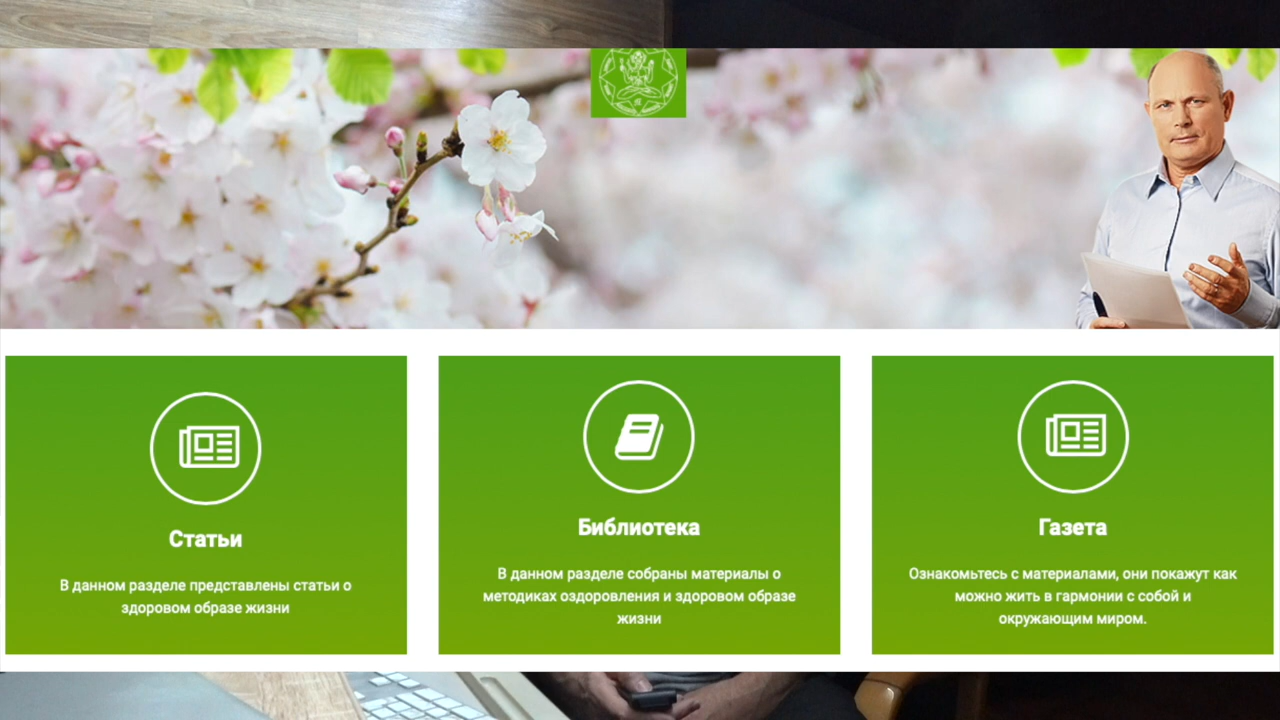 Статьи
В данном разделе представлены статьи о
здоровом образе жизни
Библиотека
В данном разделе собраны материалы о
методиках оздоровления и здоровом образе
жизни
Газета
Ознакомьтесь с материалами, они покажут как
можно жить в гармонии с собой и
окружающим миром.